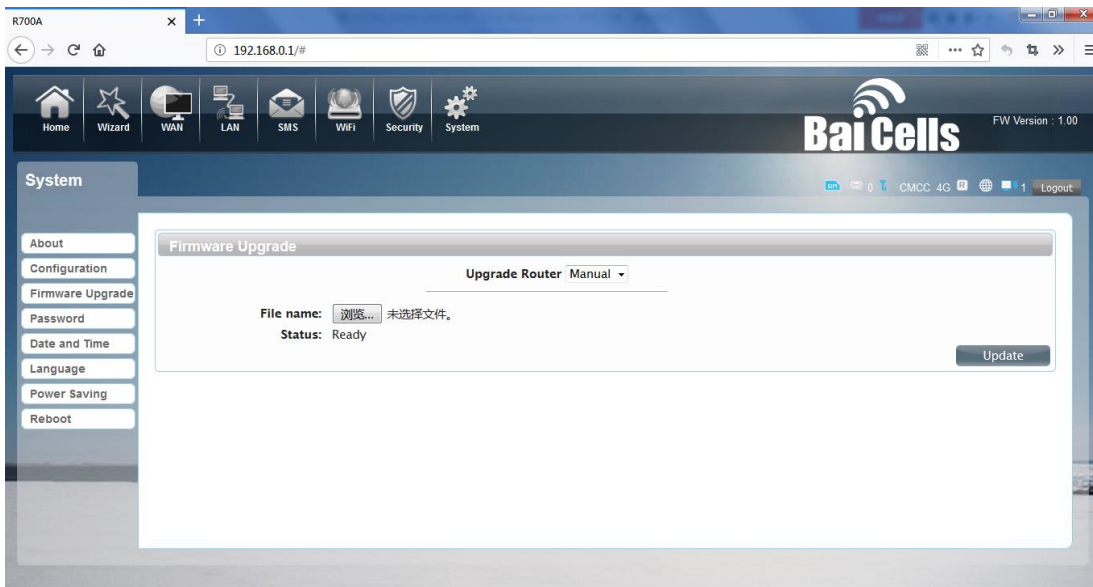 R700A
192.168.0.1/#
Home
Wizard
WAN
LAN
SMS
WiFi
Security
System
BaiCells
FW Version : 1.00
System
sim
0
CMCC 4G
R
1
Logout
About
Configuration
Firmware Upgrade
Password
Date and Time
Language
Power Saving
Reboot
Firmware Upgrade
Upgrade Router Manual
File name: 浏览... 未选择文件。
Status: Ready
Update